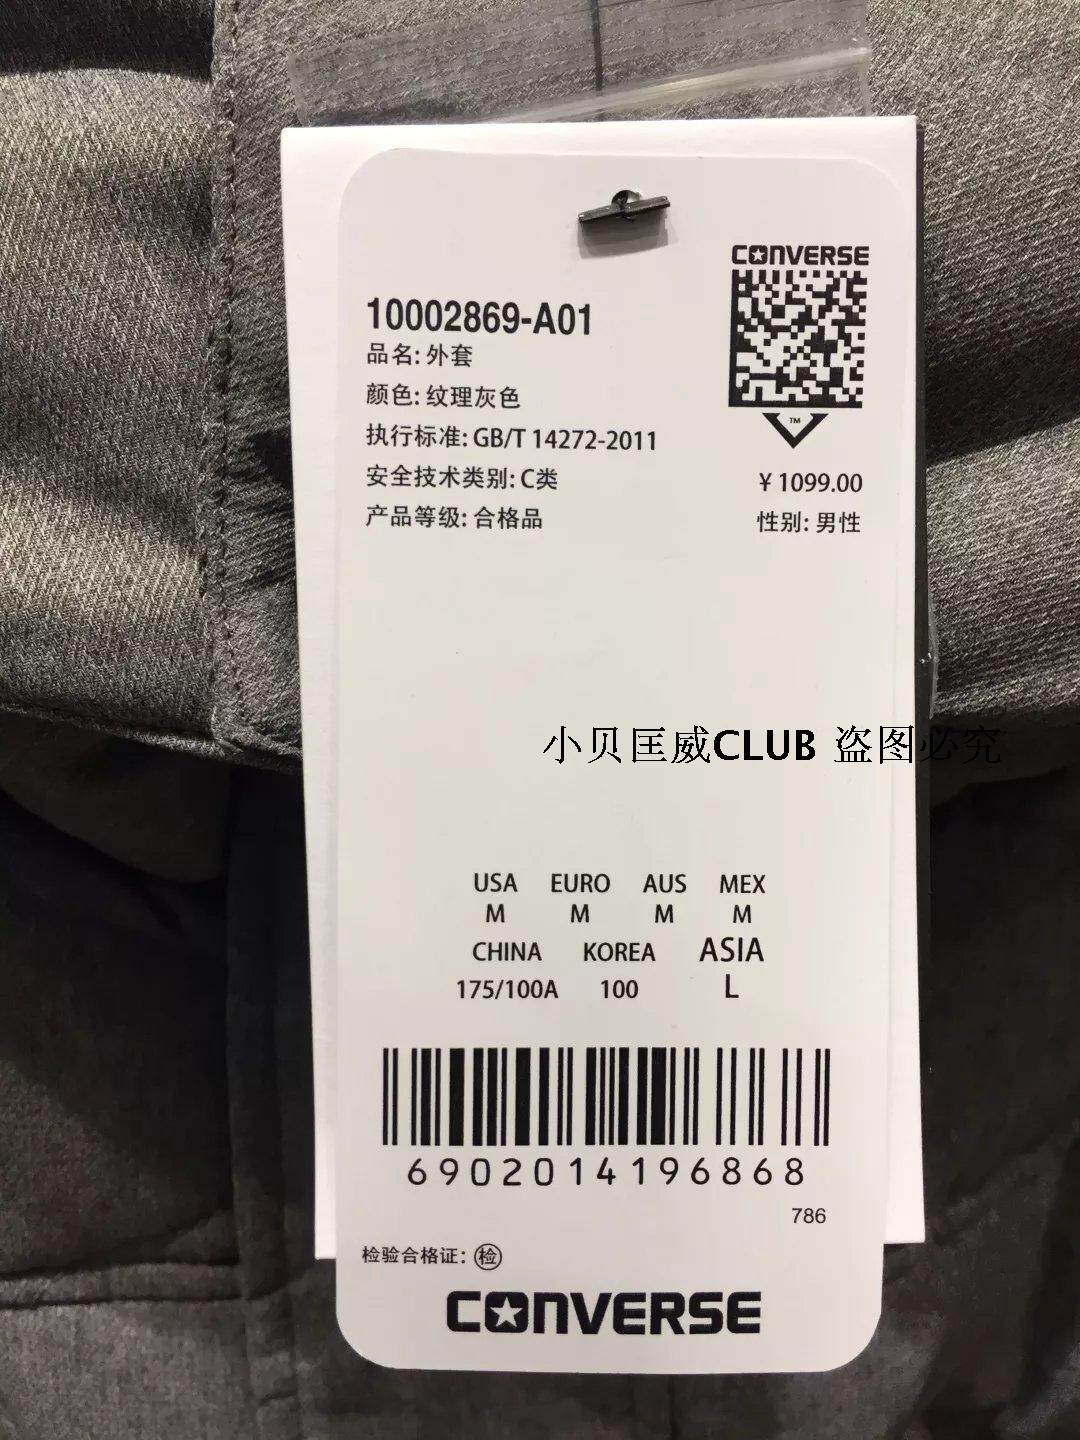 CONVERSE
10002869-A01
品名: 外套
颜色: 纹理灰色
执行标准: GB/T 14272-2011
安全技术类别: C类
产品等级: 合格品
TM
¥ 1099.00
性别: 男性
小贝匡威CLUB 盗图必究
USA EURO AUS MEX
M M M M
CHINA KOREA ASIA
175/100A 100 L
6902014196868
786
检验合格证: 检
CONVERSE